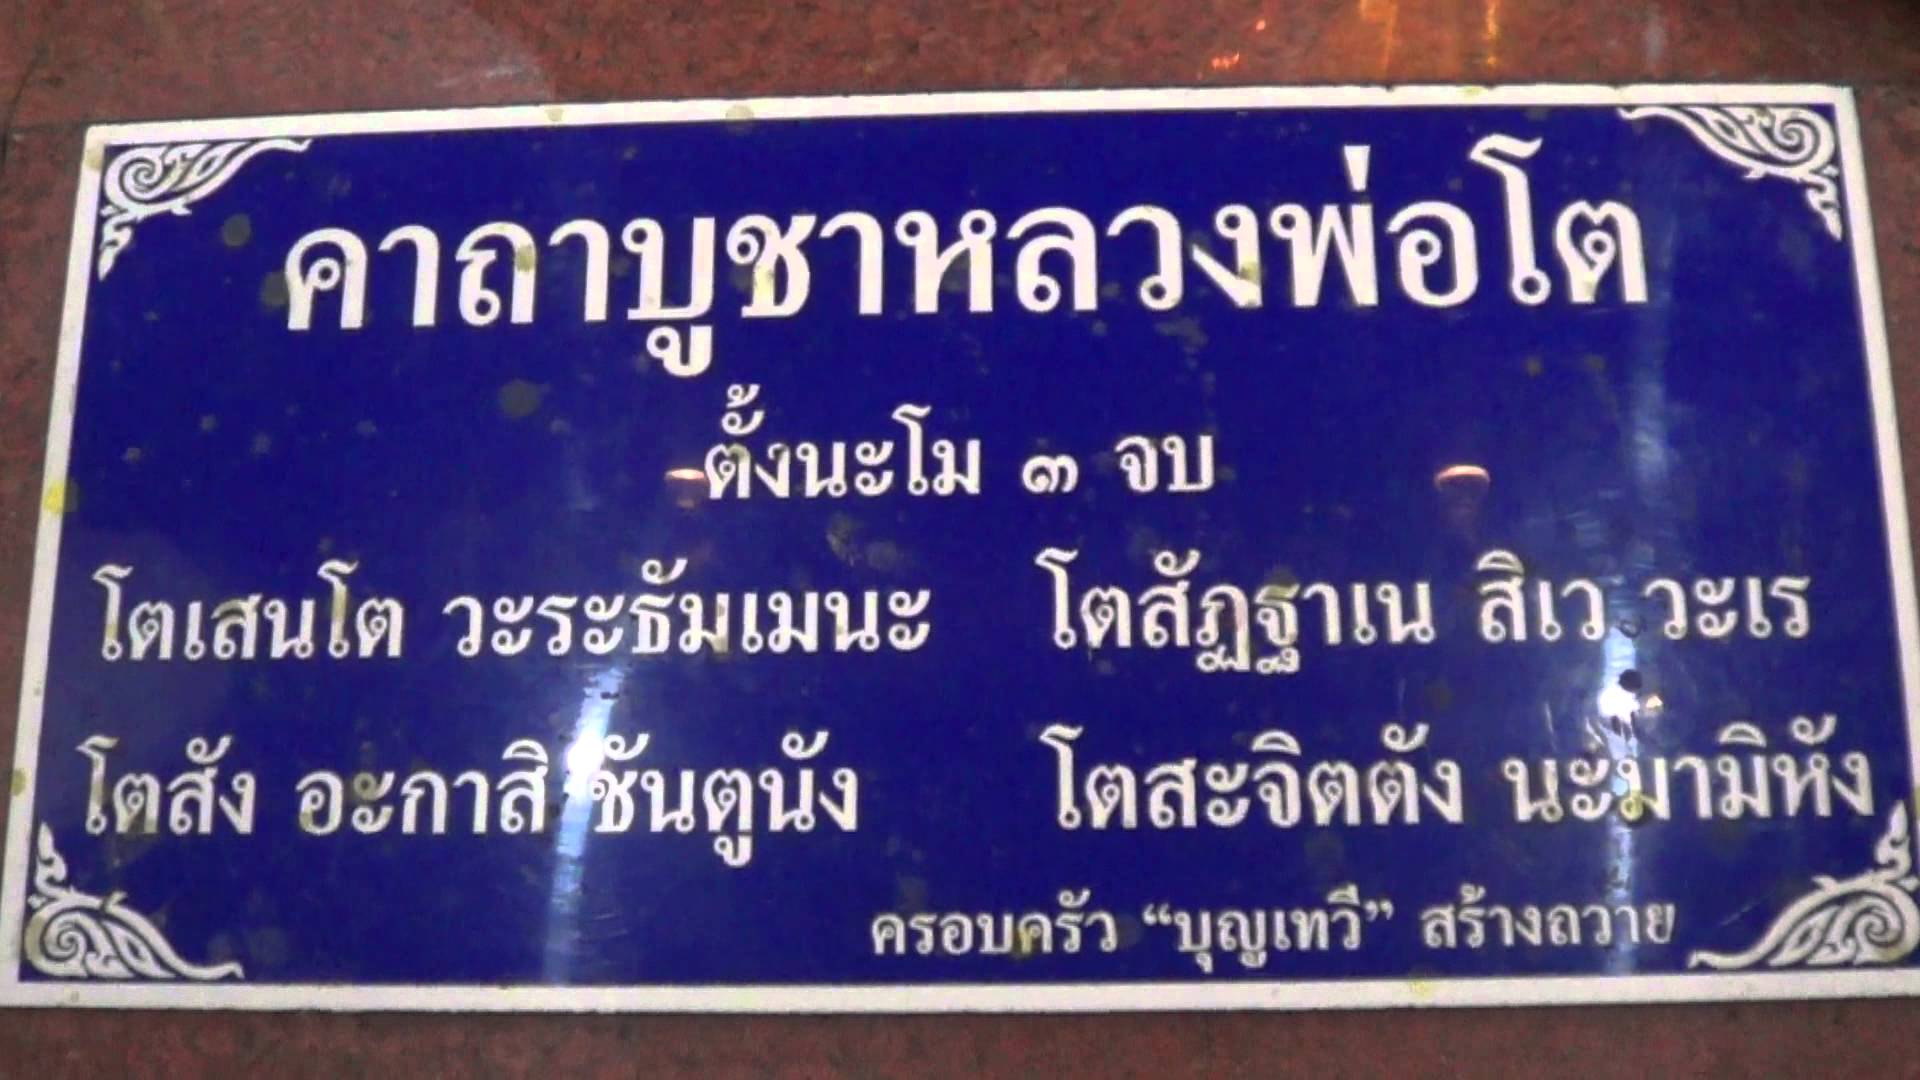 คาถาบูชาหลวงพ่อโต
ตั้งนะโม ๓ จบ
โตเสนโต วะระธัมเมนะ โตสัฏฐาเน สิเว วะเร
โตสัง อะกาสิ ชันตูนัง โตสะจิตตัง นะมามิหัง
ครอบครัว “บุญเทวี” สร้างถวาย